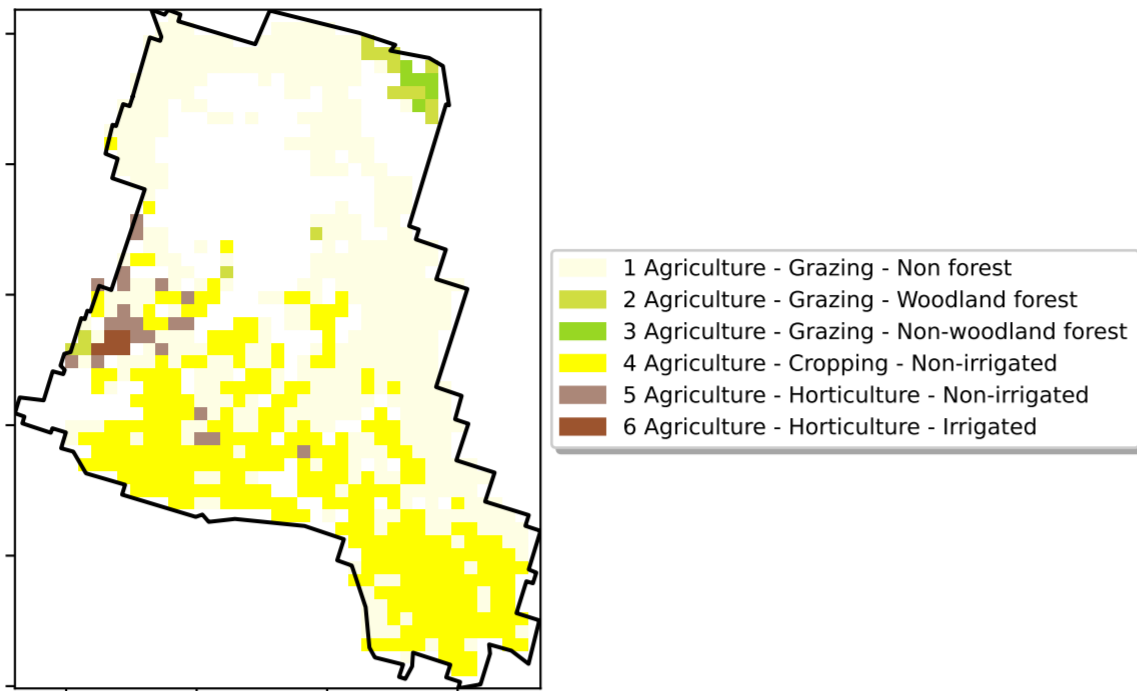 1 Agriculture - Grazing - Non forest
2 Agriculture - Grazing - Woodland forest
3 Agriculture - Grazing - Non-woodland forest
4 Agriculture - Cropping - Non-irrigated
5 Agriculture - Horticulture - Non-irrigated
6 Agriculture - Horticulture - Irrigated